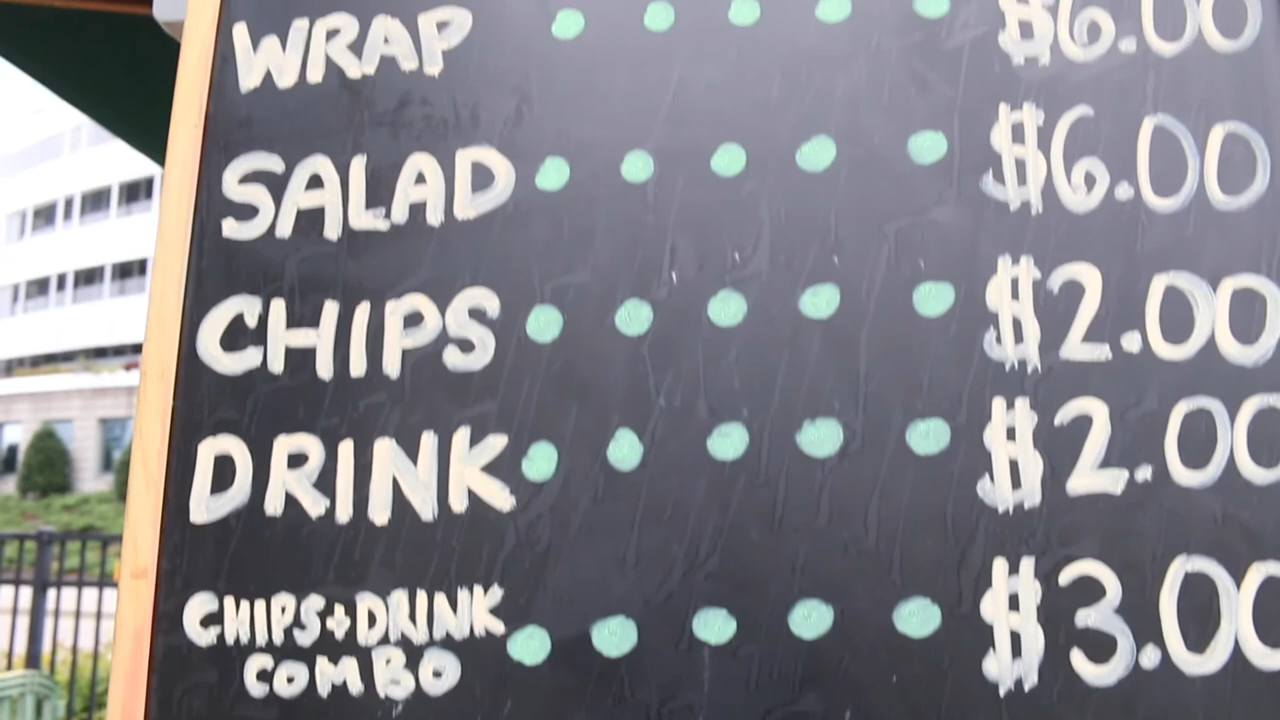 WRAP $6.00
SALAD $6.00
CHIPS $2.00
DRINK $2.00
CHIPS+DRINK $3.00
COMBO